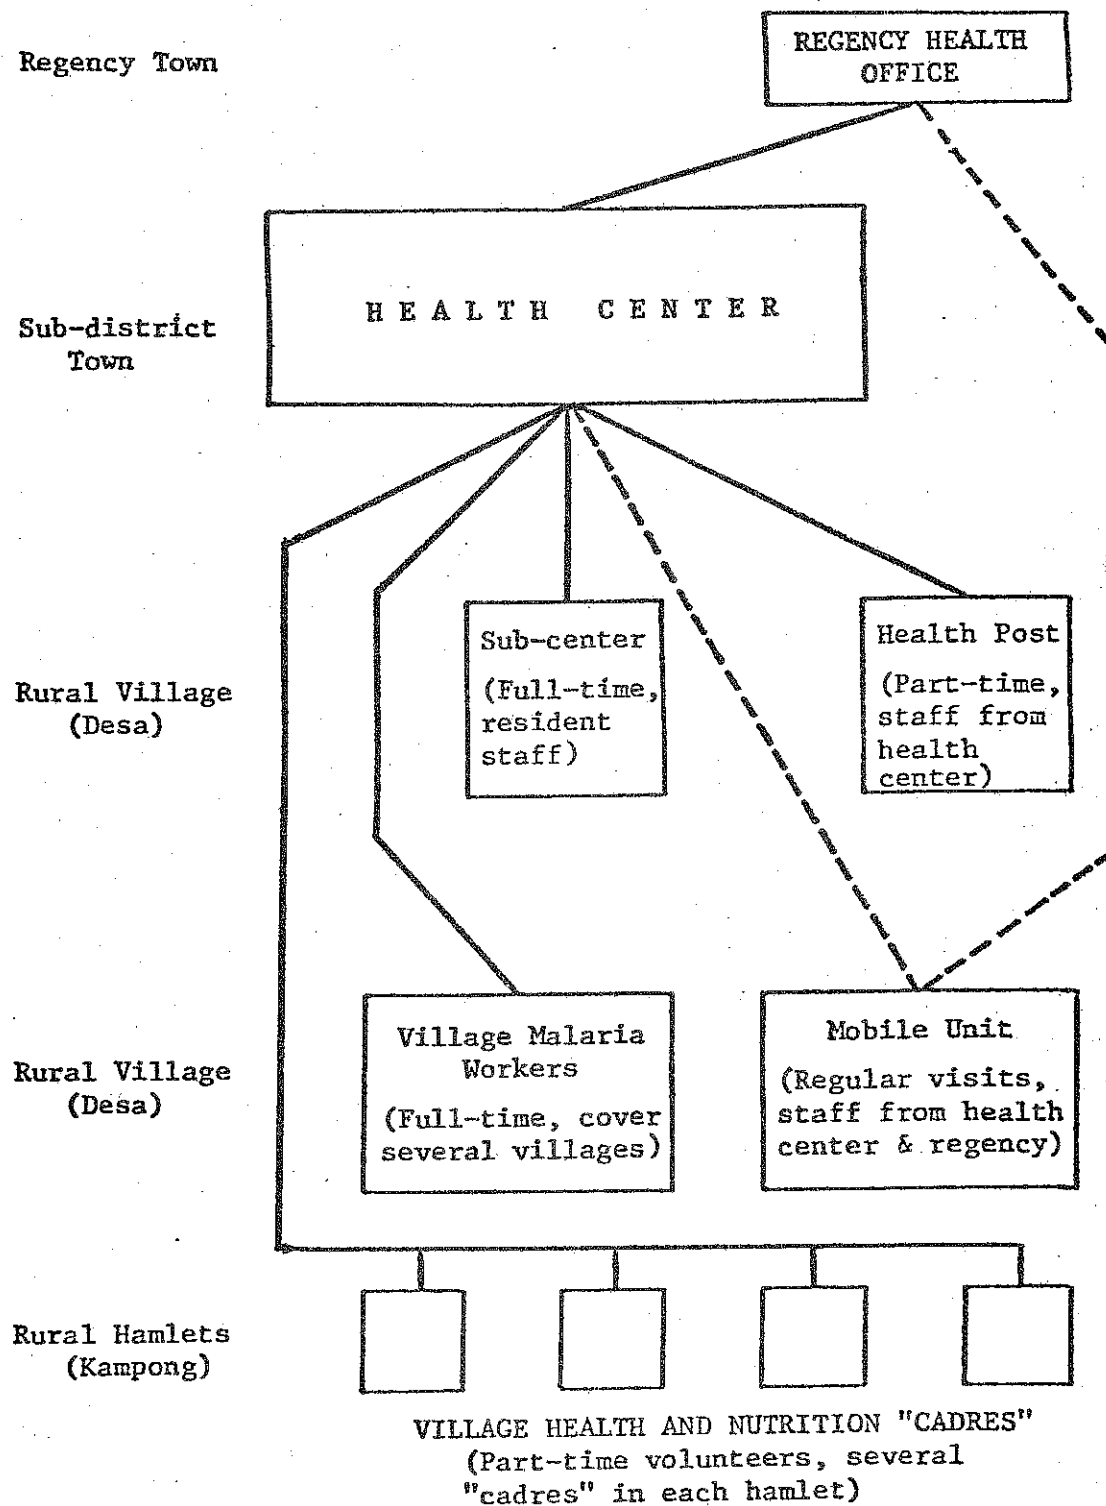 Regency Town
REGENCY HEALTH
OFFICE
Sub-district
Town
HEALTH CENTER
Rural Village
(Desa)
Sub-center
(Full-time,
resident
staff)
Health Post
(Part-time,
staff from
health
center)
Rural Village
(Desa)
Village Malaria
Workers
(Full-time, cover
several villages)
Mobile Unit
(Regular visits,
staff from health
center & regency)
Rural Hamlets
(Kampong)
VILLAGE HEALTH AND NUTRITION "CADRES"
(Part-time volunteers, several
"cadres" in each hamlet)